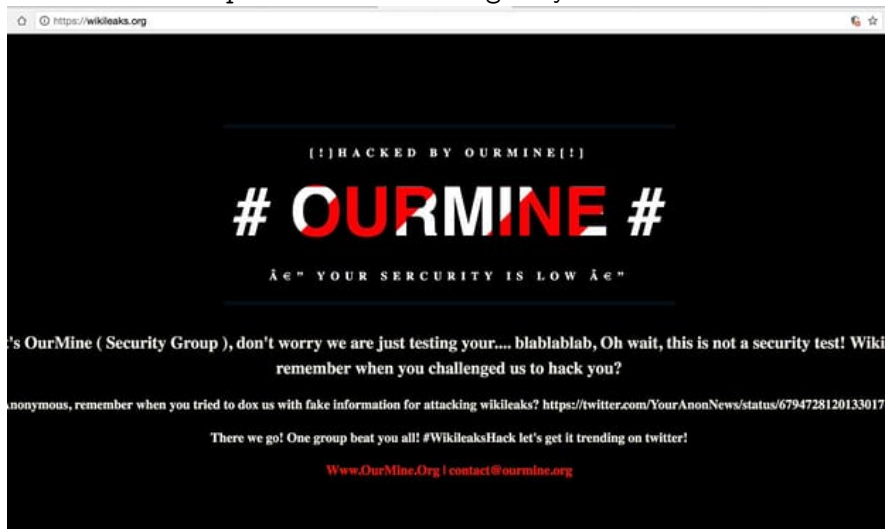 https://wikileaks.org
[!]HACKED BY OURMINE[!]
# OURMINE #
â€” YOUR SERCURITY IS LOW â€”
's OurMine ( Security Group ), don't worry we are just testing your.... blablablab, Oh wait, this is not a security test! Wiki
remember when you challenged us to hack you?
nonymous, remember when you tried to dox us with fake information for attacking wikileaks? https://twitter.com/YourAnonNews/status/6794728120133017
There we go! One group beat you all! #WikileaksHack let's get it trending on twitter!
Www.OurMine.Org | contact@ourmine.org